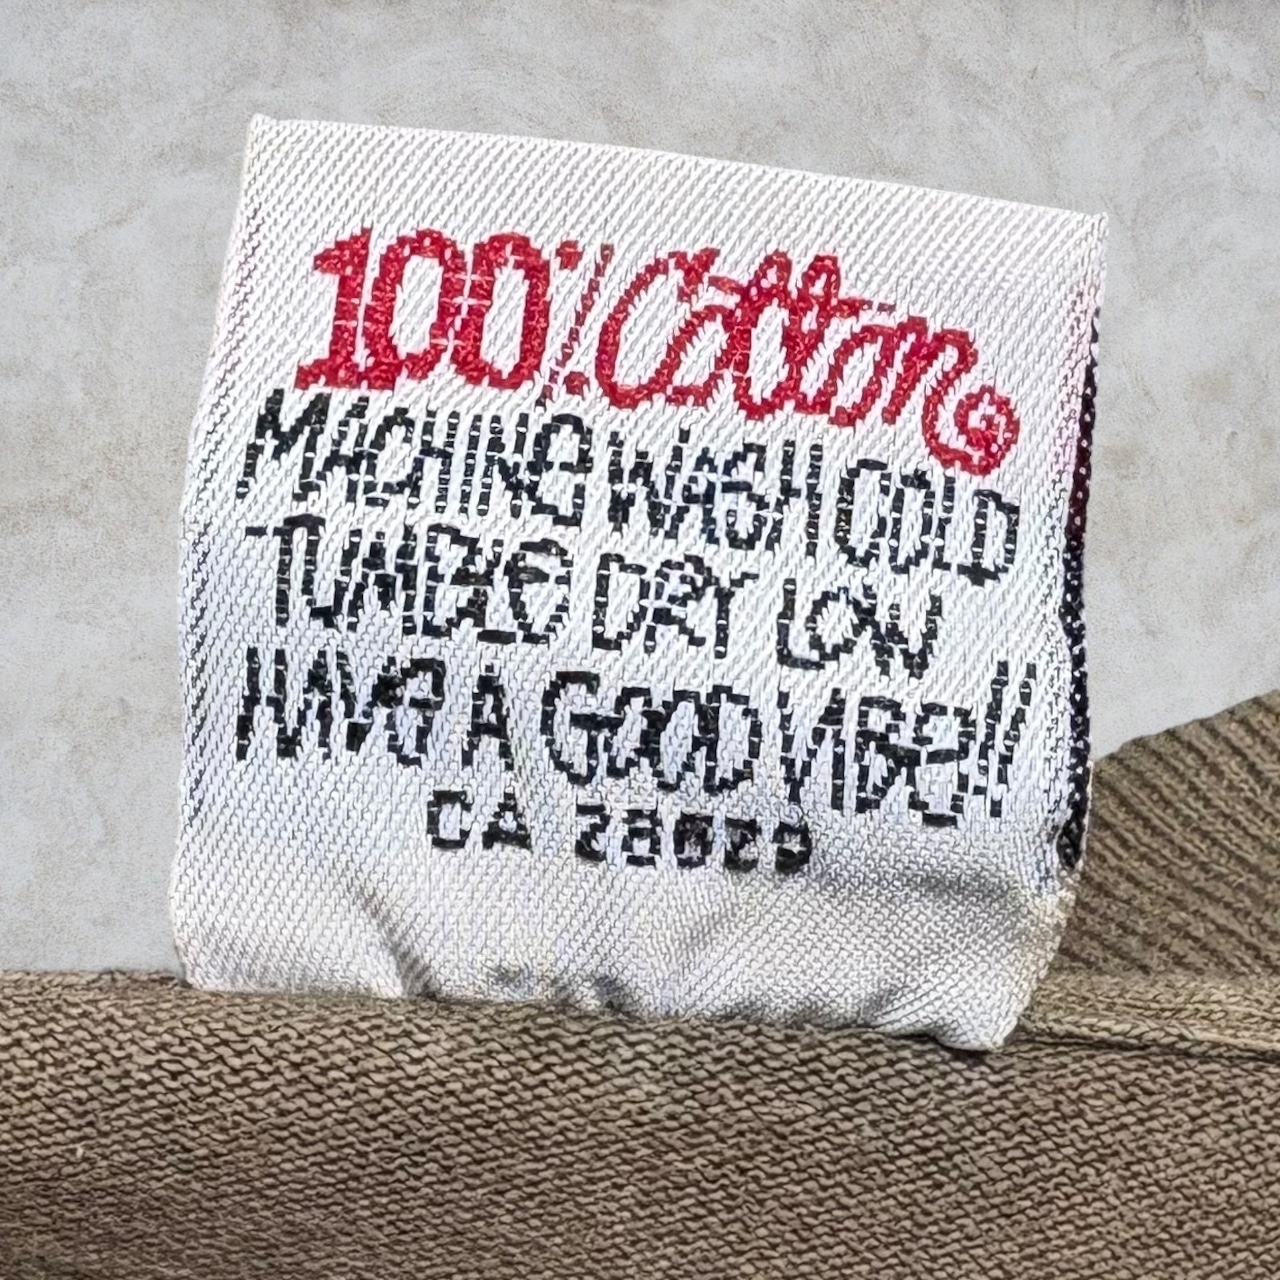 100% Cotton
MACHINE WASH COLD
TUMBLE DRY LOW
HAVE A GOOD VIBE!!
CA 28029